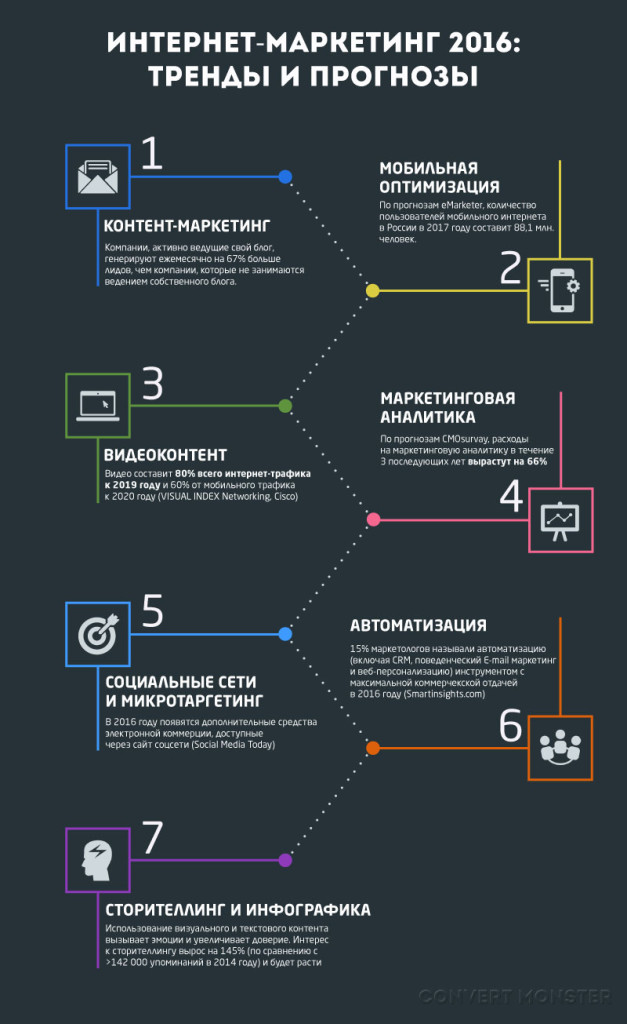 ИНТЕРНЕТ-МАРКЕТИНГ 2016:
ТРЕНДЫ И ПРОГНОЗЫ
1
КОНТЕНТ-МАРКЕТИНГ
Компании, активно ведущие свой блог,
генерируют ежемесячно на 67% больше
лидов, чем компании, которые не занимаются
ведением собственного блога.
МОБИЛЬНАЯ
ОПТИМИЗАЦИЯ
По прогнозам eMarketer, количество
пользователей мобильного интернета
в России в 2017 году составит 88,1 млн.
человек.
2
3
ВИДЕОКОНТЕНТ
Видео составит 80% всего интернет-трафика
к 2019 году и 60% от мобильного трафика
к 2020 году (VISUAL INDEX Networking, Cisco)
МАРКЕТИНГОВАЯ
АНАЛИТИКА
По прогнозам CMOsurvay, расходы
на маркетинговую аналитику в течение
3 последующих лет вырастут на 66%
4
5
СОЦИАЛЬНЫЕ СЕТИ
И МИКРОТАРГЕТИНГ
В 2016 году появятся дополнительные средства
электронной коммерции, доступные
через сайт соцсети (Social Media Today)
АВТОМАТИЗАЦИЯ
15% маркетологов называли автоматизацию
(включая CRM, поведенческий E-mail маркетинг
и веб-персонализацию) инструментом с
максимальной коммерчекской отдачей
в 2016 году (Smartinsights.com)
6
7
СТОРИТЕЛЛИНГ И ИНФОГРАФИКА
Использование визуального и текстового контента
вызывает эмоции и увеличивает доверие. Интерес
к сторителлингу вырос на 145% (по сравнению с
>142 000 упоминаний в 2014 году) и будет расти
CONVERT MONSTER